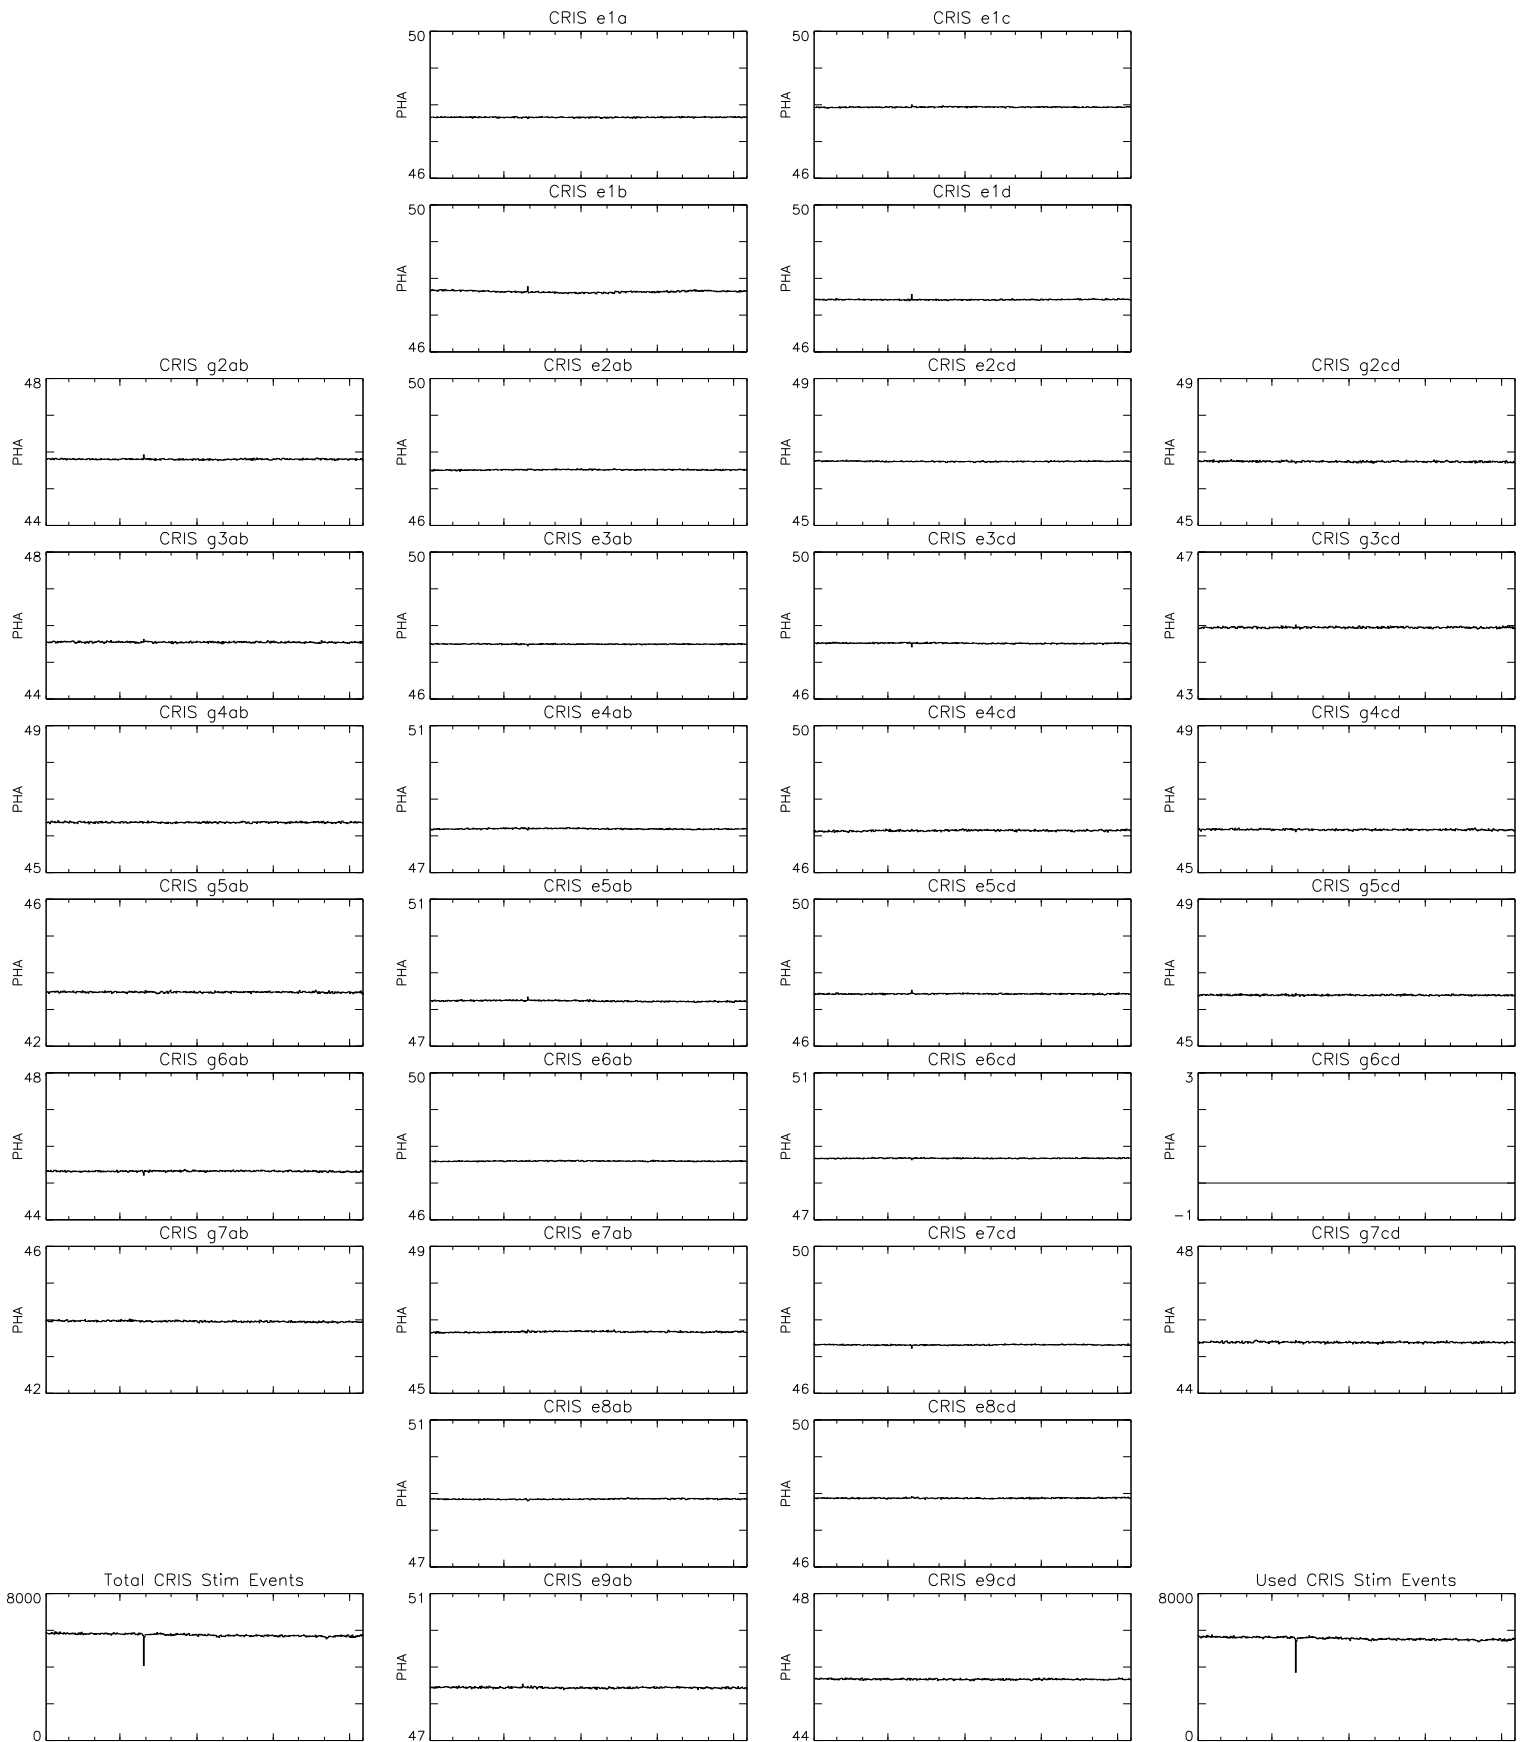 CRIS e1a
50
PHA
46
CRIS e1c
50
PHA
46
CRIS e1b
50
PHA
46
CRIS e1d
50
PHA
46
CRIS g2ab
48
PHA
44
CRIS e2ab
50
PHA
46
CRIS e2cd
49
PHA
45
CRIS g2cd
49
PHA
45
CRIS g3ab
48
PHA
44
CRIS e3ab
50
PHA
46
CRIS e3cd
50
PHA
46
CRIS g3cd
47
PHA
43
CRIS g4ab
49
PHA
45
CRIS e4ab
51
PHA
47
CRIS e4cd
50
PHA
46
CRIS g4cd
49
PHA
45
CRIS g5ab
46
PHA
42
CRIS e5ab
51
PHA
47
CRIS e5cd
50
PHA
46
CRIS g5cd
49
PHA
45
CRIS g6ab
48
PHA
44
CRIS e6ab
50
PHA
46
CRIS e6cd
51
PHA
47
CRIS g6cd
3
PHA
-1
CRIS g7ab
46
PHA
42
CRIS e7ab
49
PHA
45
CRIS e7cd
50
PHA
46
CRIS g7cd
48
PHA
44
CRIS e8ab
51
PHA
47
CRIS e8cd
50
PHA
46
Total CRIS Stim Events
8000
0
CRIS e9ab
51
PHA
47
CRIS e9cd
48
PHA
44
Used CRIS Stim Events
8000
0